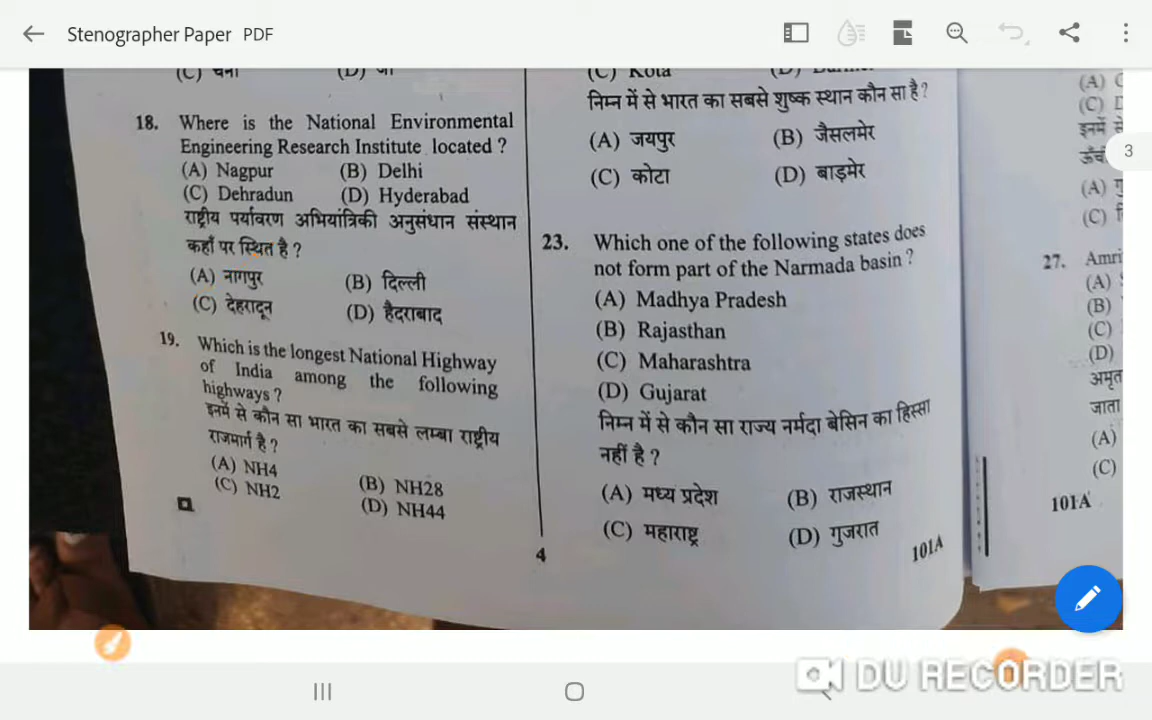 Stenographer Paper PDF
3
(C) चना
(C) Kota
निम्न में से भारत का सबसे शुष्क स्थान कौन सा है?
(A) जयपुर (B) जैसलमेर
(C) कोटा (D) बाड़मेर
18. Where is the National Environmental
Engineering Research Institute located ?
(A) Nagpur (B) Delhi
(C) Dehradun (D) Hyderabad
राष्ट्रीय पर्यावरण अभियांत्रिकी अनुसंधान संस्थान
कहाँ पर स्थित है ?
(A) नागपुर (B) दिल्ली
(C) देहरादून (D) हैदराबाद
19. Which is the longest National Highway
of India among the following
highways ?
इनमें से कौन सा भारत का सबसे लम्बा राष्ट्रीय
राजमार्ग है ?
(A) NH4 (B) NH28
(C) NH2 (D) NH44
4
23. Which one of the following states does
not form part of the Narmada basin ?
(A) Madhya Pradesh
(B) Rajasthan
(C) Maharashtra
(D) Gujarat
निम्न में से कौन सा राज्य नर्मदा बेसिन का हिस्सा
नहीं है ?
(A) मध्य प्रदेश (B) राजस्थान
(C) महाराष्ट्र (D) गुजरात
101A
(A)
(C)
इनमें से
(A)
(C)
27. Amri
(A)
(B)
(C)
(D)
अमृत
जाता
(A)
(C)
101A
DU RECORDER